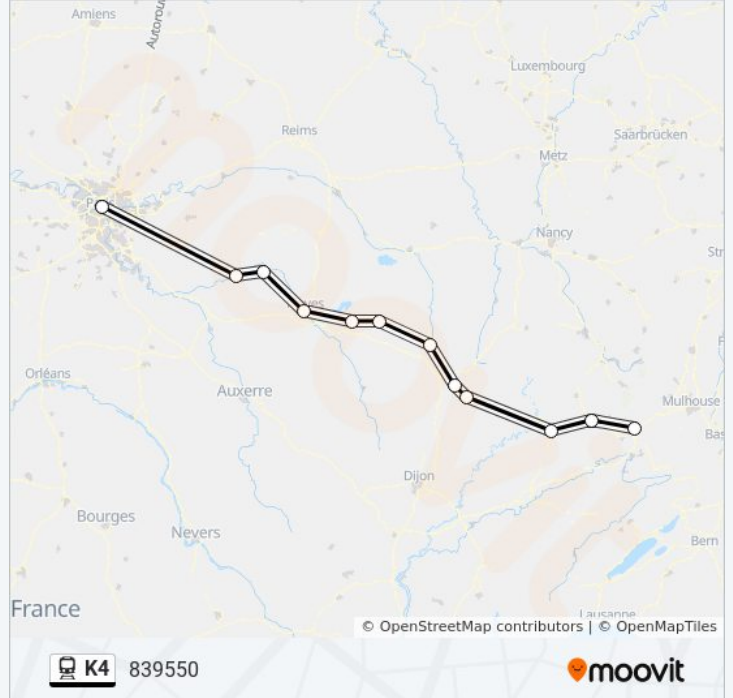 Amiens
Autorou
Luxembourg
Reims
Saarbrücken
Metz
Nancy
Str
Orléans
Auxerre
Mulhouse
Bas
Dijon
Bourges
Nevers
Bern
France
Lausanne
© OpenStreetMap contributors | © OpenMapTiles
K4 839550
moovit